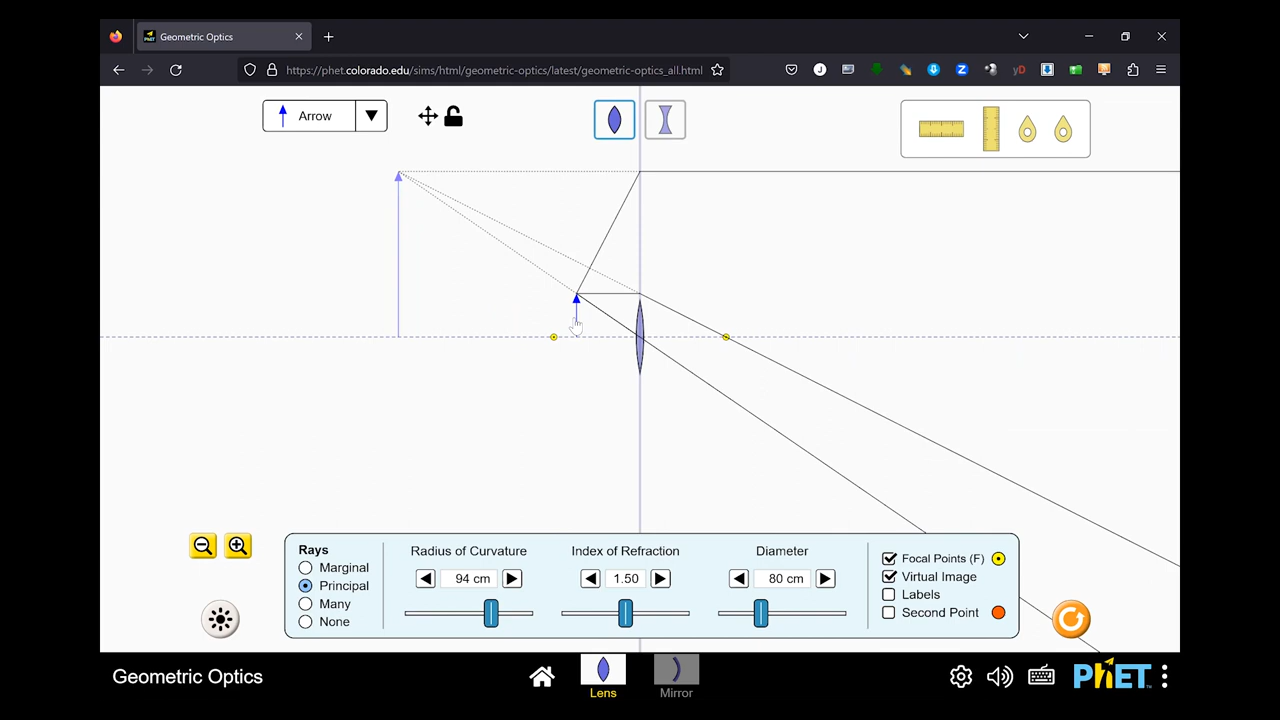 Geometric Optics
https://phet.colorado.edu/sims/html/geometric-optics/latest/geometric-optics_all.html
J
Z
yD
Arrow
Rays
Marginal
Principal
Many
None
Radius of Curvature
94 cm
Index of Refraction
1.50
Diameter
80 cm
Focal Points (F)
Virtual Image
Labels
Second Point
Geometric Optics
Lens
Mirror
PhET